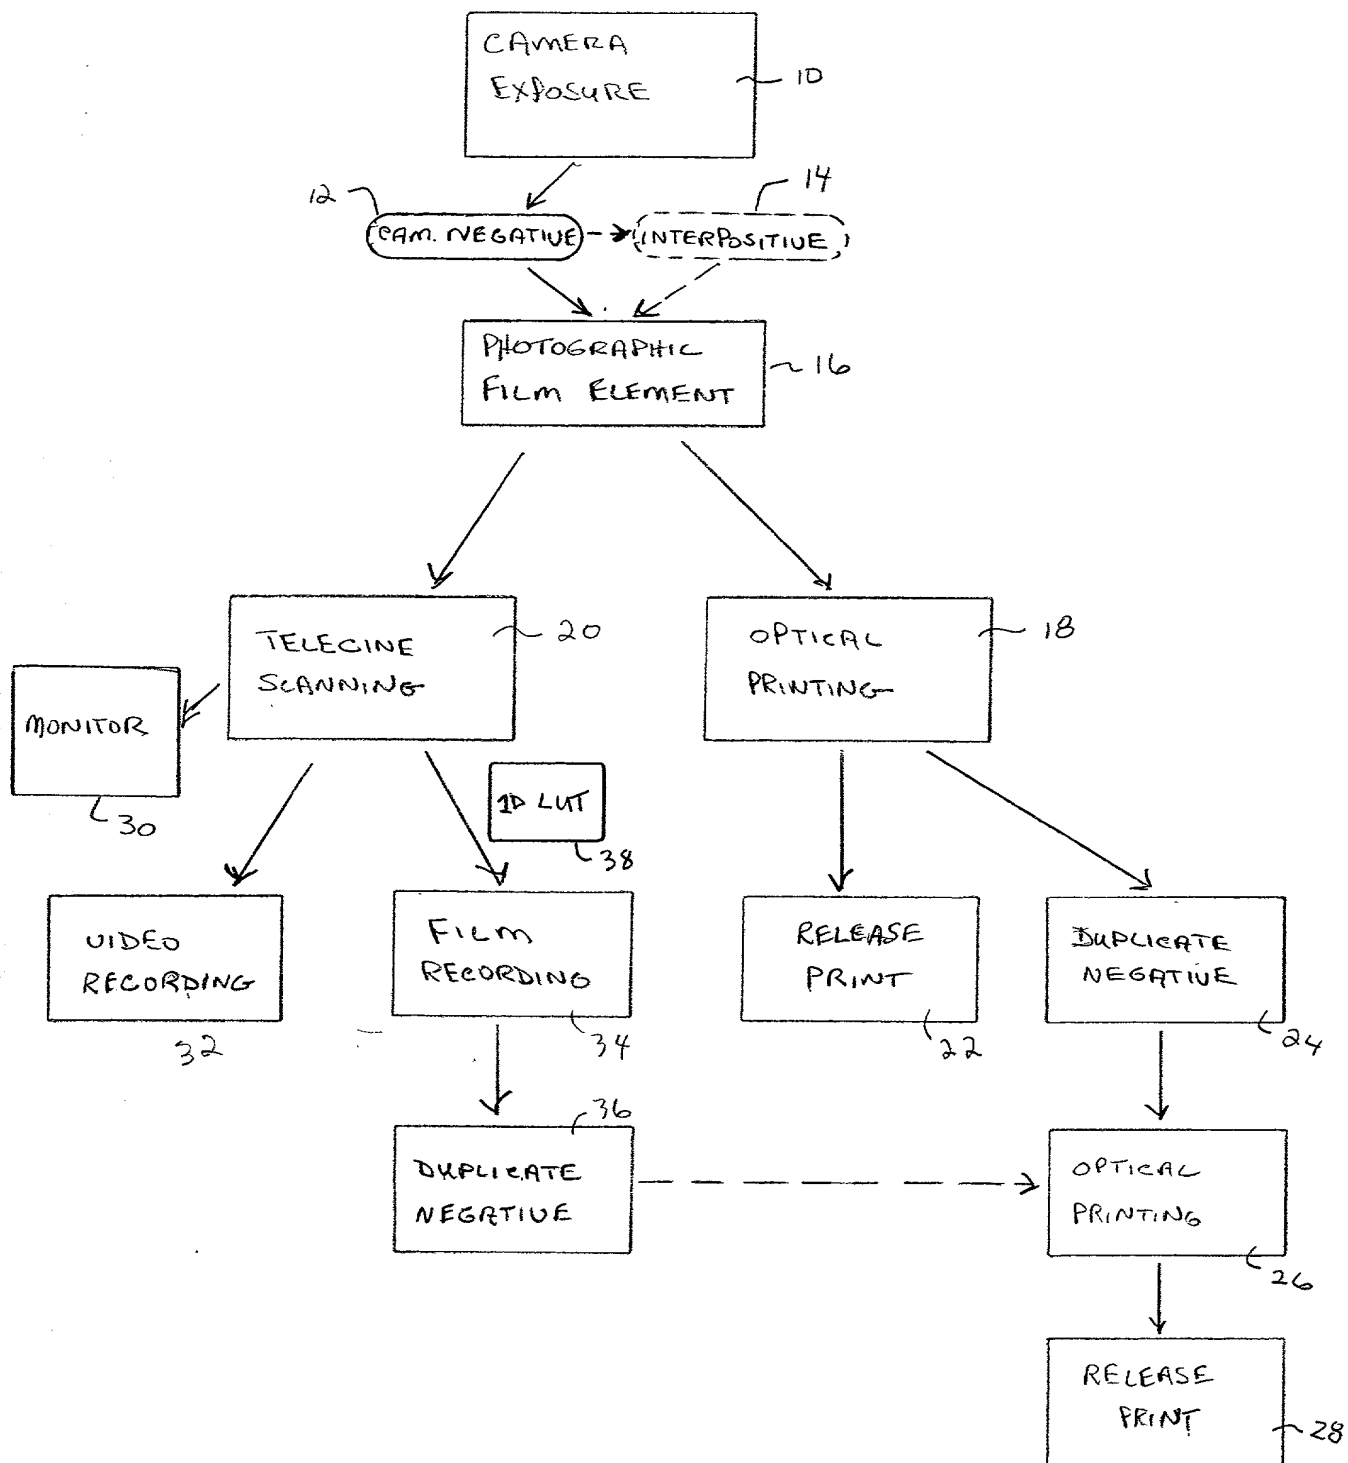 CAMERA
EXPOSURE
10
12
14
CAM. NEGATIVE
INTERPOSITIVE
PHOTOGRAPHIC
FILM ELEMENT
16
TELECINE
SCANNING
20
OPTICAL
PRINTING
18
MONITOR
30
1D LUT
38
VIDEO
RECORDING
32
FILM
RECORDING
34
RELEASE
PRINT
22
DUPLICATE
NEGATIVE
24
36
DUPLICATE
NEGATIVE
OPTICAL
PRINTING
26
RELEASE
PRINT
28